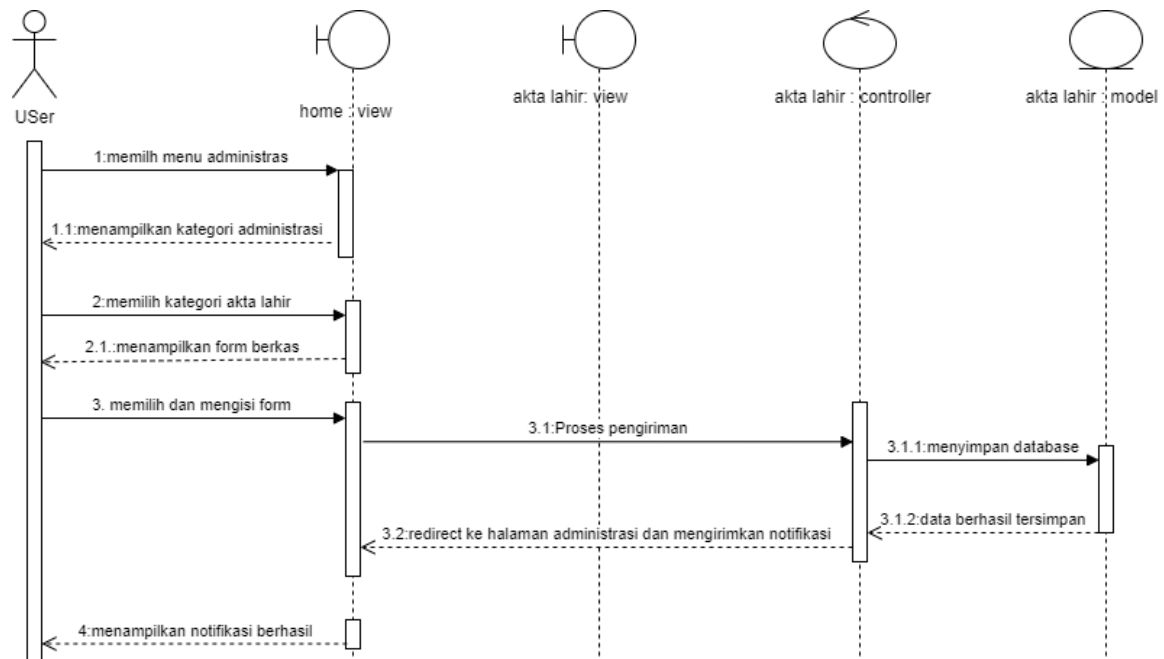 USer
home : view
akta lahir: view
akta lahir : controller
akta lahir : model
1:memilh menu administras
1.1:menampilkan kategori administrasi
2:memilih kategori akta lahir
2.1.:menampilkan form berkas
3. memilih dan mengisi form
3.1:Proses pengiriman
3.1.1:menyimpan database
3.1.2:data berhasil tersimpan
3.2:redirect ke halaman administrasi dan mengirimkan notifikasi
4:menampilkan notifikasi berhasil